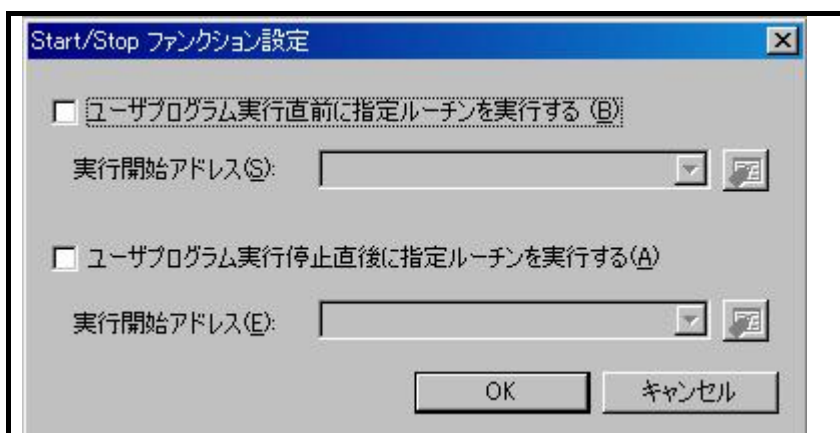 Start/Stop ファンクション設定
ユーザプログラム実行直前に指定ルーチンを実行する (B)
実行開始アドレス(S):
ユーザプログラム実行停止直後に指定ルーチンを実行する(A)
実行開始アドレス(E):
OK キャンセル